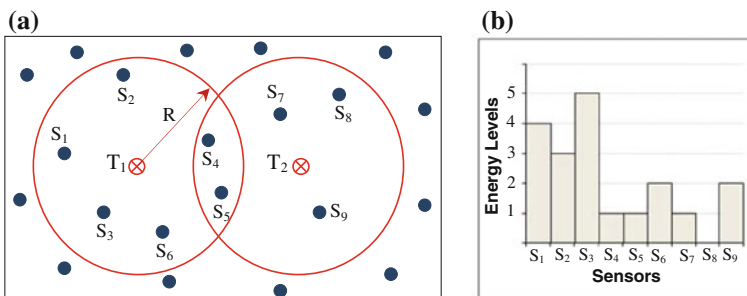 (a)
S₂
S₇
S₈
R
S₁
S₄
T₁
T₂
S₅
S₃
S₉
S₆
(b)
Energy Levels
5
4
3
2
1
S₁ S₂ S₃ S₄ S₅ S₆ S₇ S₈ S₉
Sensors